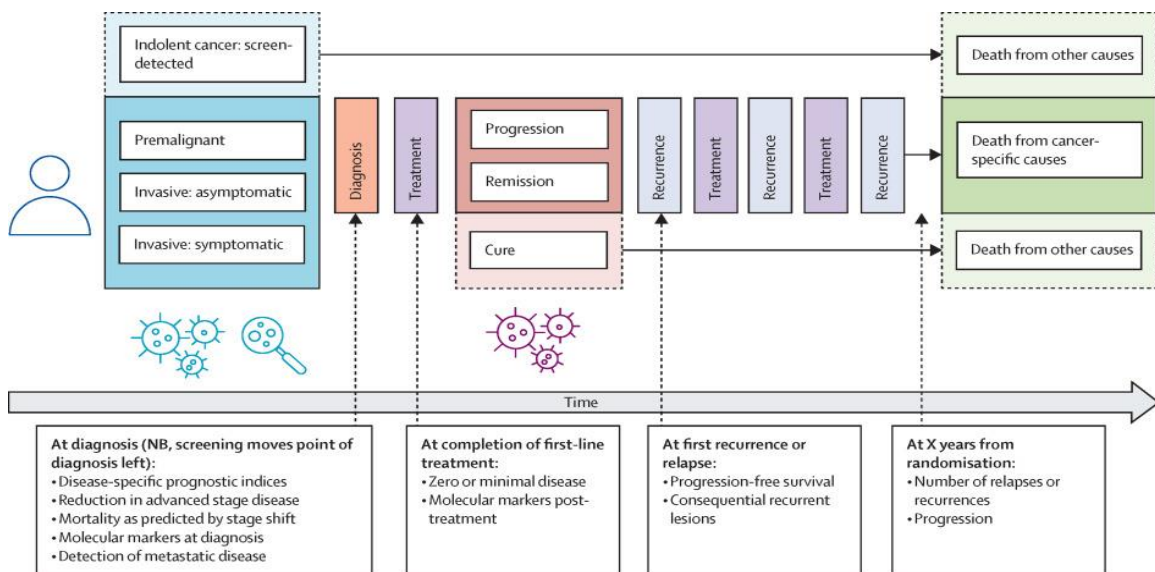 Indolent cancer: screen-
detected
Premalignant
Invasive: asymptomatic
Invasive: symptomatic
Diagnosis
Treatment
Progression
Remission
Cure
Recurrence
Treatment
Recurrence
Treatment
Recurrence
Death from other causes
Death from cancer-
specific causes
Death from other causes
Time
At diagnosis (NB, screening moves point of
diagnosis left):
• Disease-specific prognostic indices
• Reduction in advanced stage disease
• Mortality as predicted by stage shift
• Molecular markers at diagnosis
• Detection of metastatic disease
At completion of first-line
treatment:
• Zero or minimal disease
• Molecular markers post-
treatment
At first recurrence or
relapse:
• Progression-free survival
• Consequential recurrent
lesions
At X years from
randomisation:
• Number of relapses or
recurrences
• Progression